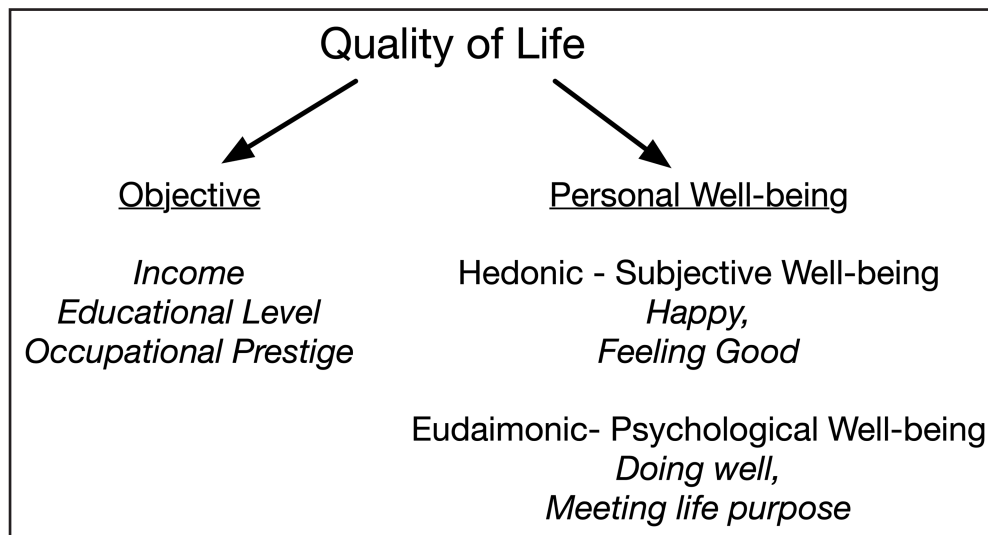 Quality of Life
Objective
Income
Educational Level
Occupational Prestige
Personal Well-being
Hedonic - Subjective Well-being
Happy,
Feeling Good
Eudaimonic- Psychological Well-being
Doing well,
Meeting life purpose